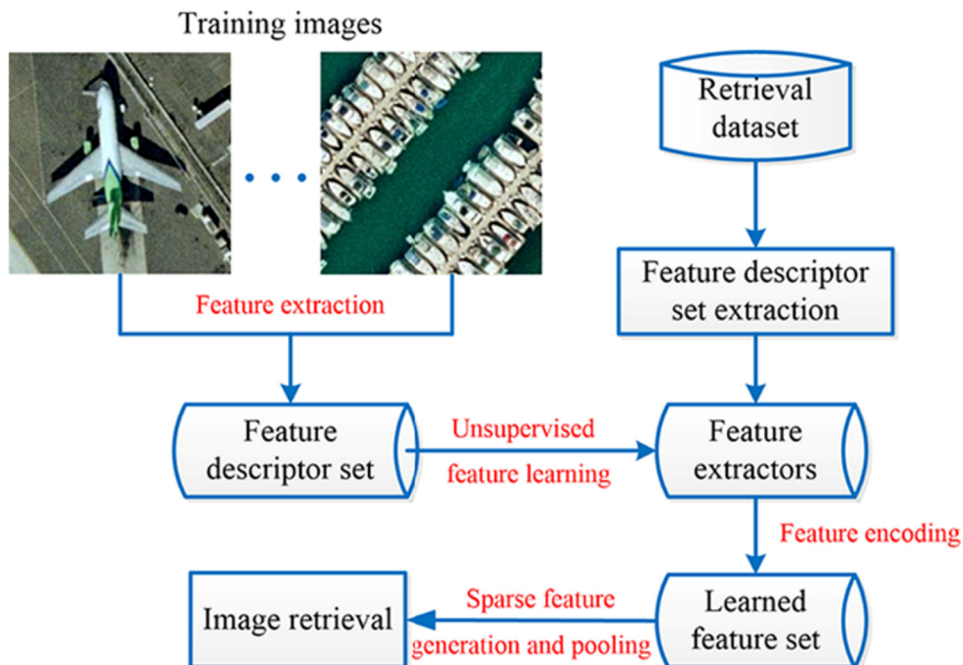 Training images
Retrieval
dataset
Feature extraction
Feature descriptor
set extraction
Feature
descriptor set
Unsupervised
feature learning
Feature
extractors
Feature encoding
Image retrieval
Sparse feature
generation and pooling
Learned
feature set